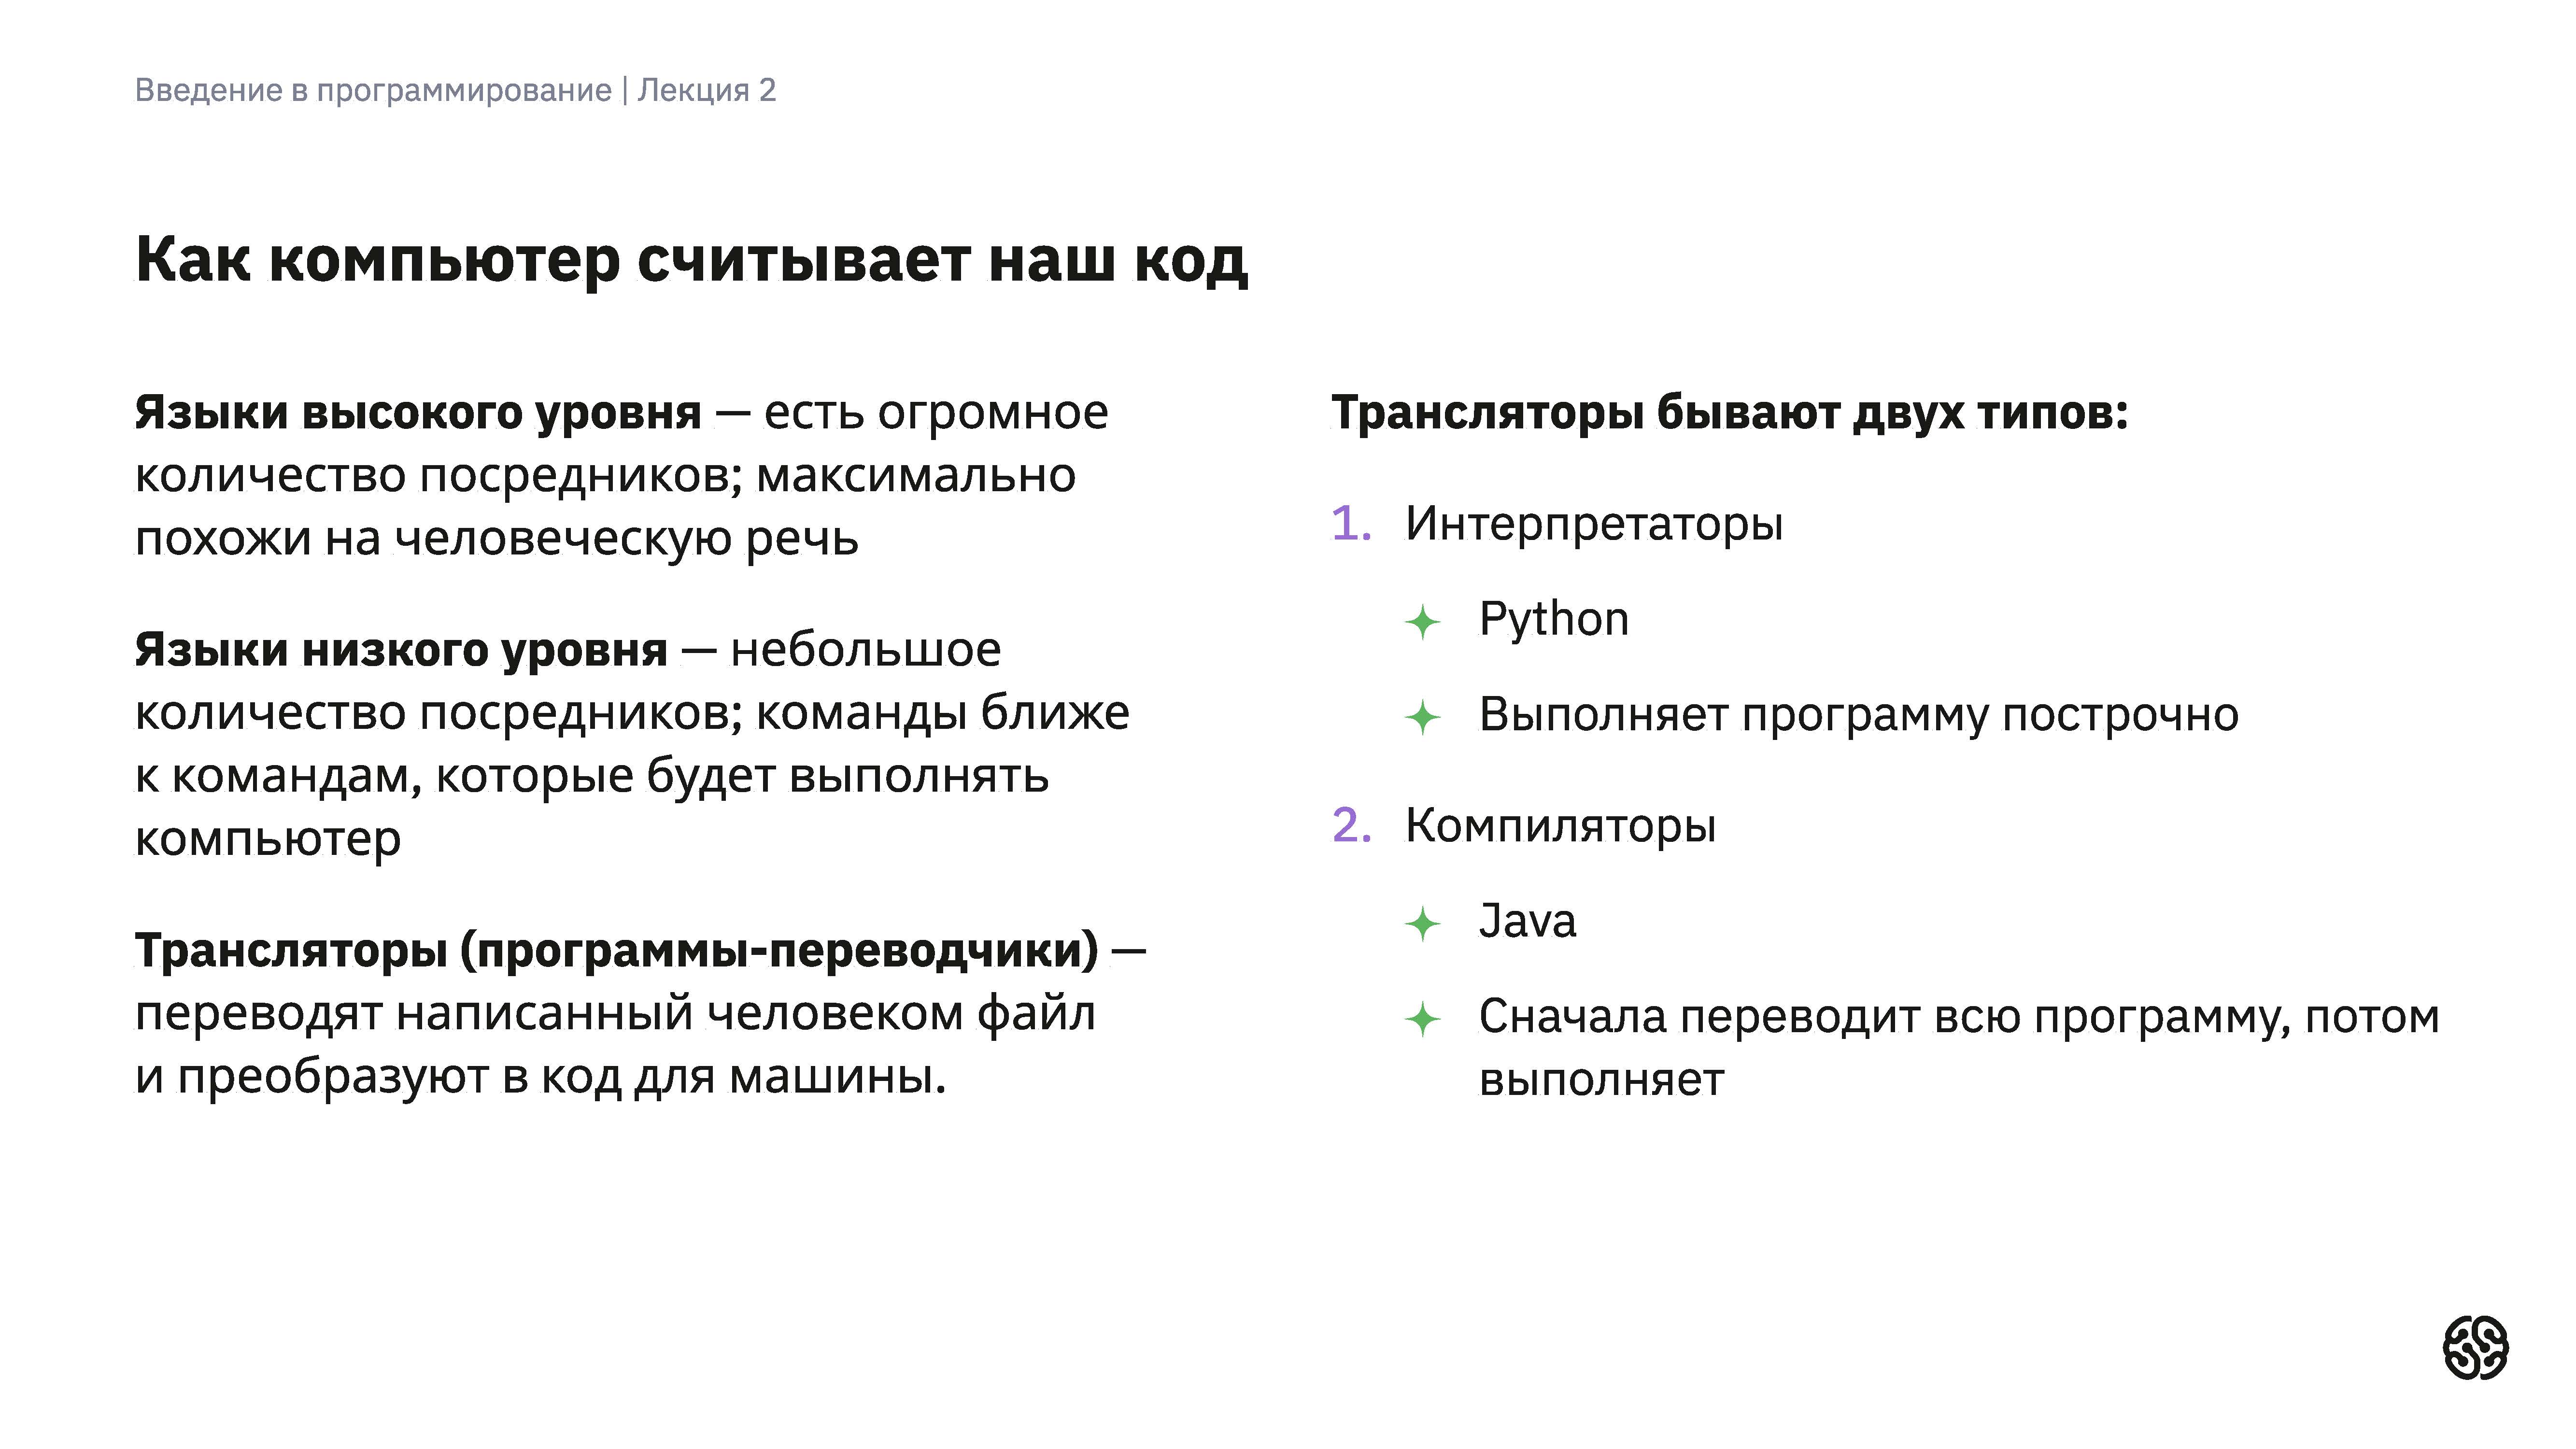 Введение в программирование | Лекция 2
Как компьютер считывает наш код
Языки высокого уровня — есть огромное
количество посредников; максимально
похожи на человеческую речь
Языки низкого уровня — небольшое
количество посредников; команды ближе
к командам, которые будет выполнять
компьютер
Трансляторы (программы-переводчики) —
переводят написанный человеком файл
и преобразуют в код для машины.
Трансляторы бывают двух типов:
1. Интерпретаторы
Python
Выполняет программу построчно
2. Компиляторы
Java
Сначала переводит всю программу, потом
выполняет